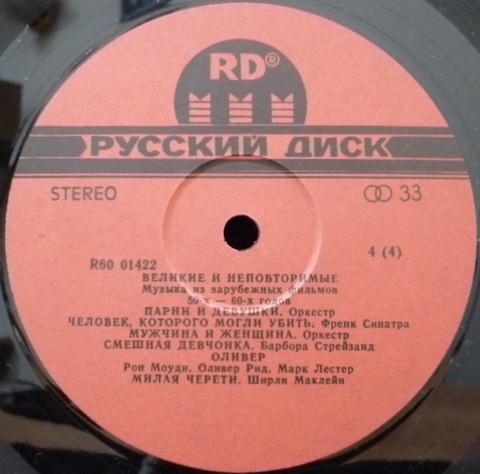 RD®
РУССКИЙ ДИСК
STEREO
33
R60 01422
4 (4)
ВЕЛИКИЕ И НЕПОВТОРИМЫЕ
Музыка из зарубежных фильмов
50-х — 60-х годов
ПАРНИ И ДЕВУШКИ. Оркестр
ЧЕЛОВЕК, КОТОРОГО МОГЛИ УБИТЬ. Френк Синатра
МУЖЧИНА И ЖЕНЩИНА. Оркестр
СМЕШНАЯ ДЕВЧОНКА. Барбора Стрейзанд
ОЛИВЕР
Рон Моуди, Оливер Рид, Марк Лестер
МИЛАЯ ЧЕРЕТИ. Ширли Маклейн